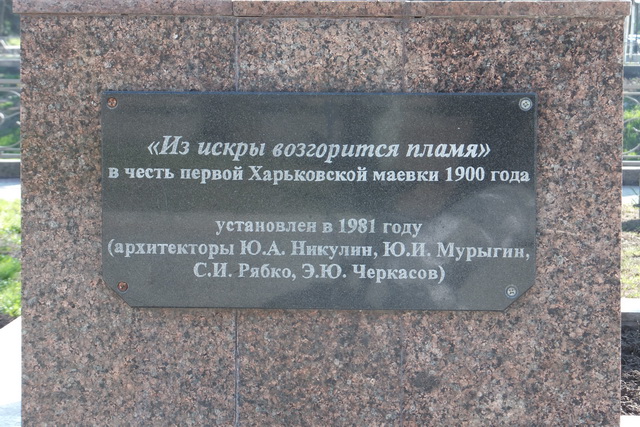 «Из искры возгорится пламя»
в честь первой Харьковской маевки 1900 года
установлен в 1981 году
(архитекторы Ю.А. Никулин, Ю.И. Мурыгин,
С.И. Рябко, Э.Ю. Черкасов)